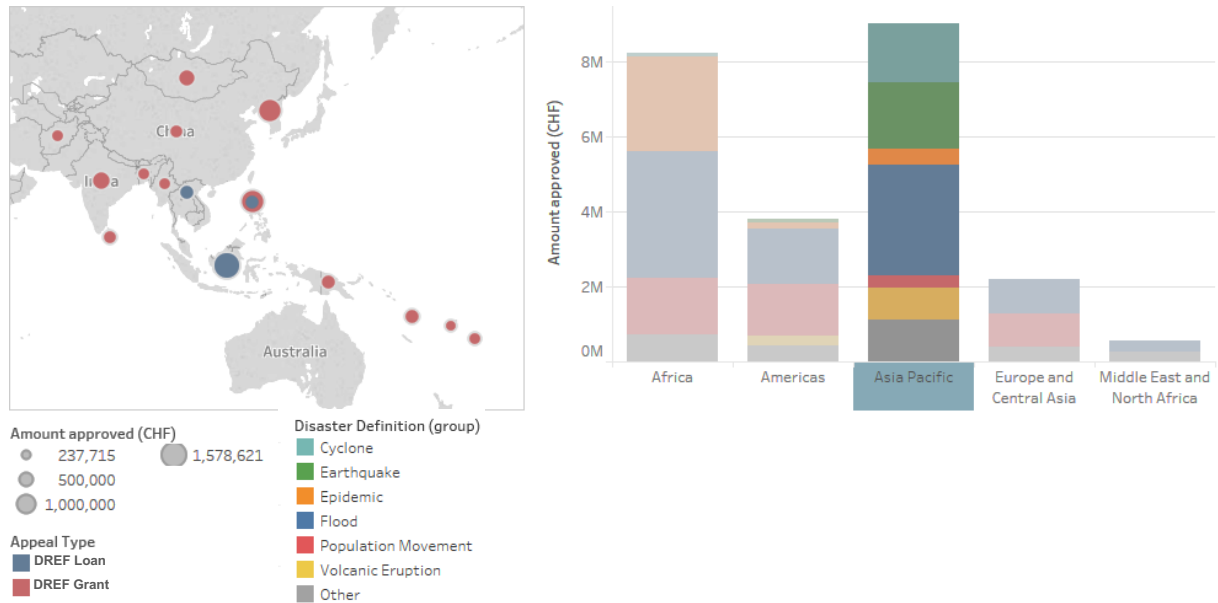 China
India
Australia
Amount approved (CHF)
237,715
1,578,621
500,000
1,000,000
Appeal Type
DREF Loan
DREF Grant
Disaster Definition (group)
Cyclone
Earthquake
Epidemic
Flood
Population Movement
Volcanic Eruption
Other
Amount approved (CHF)
8M
6M
4M
2M
0M
Africa
Americas
Asia Pacific
Europe and
Central Asia
Middle East and
North Africa